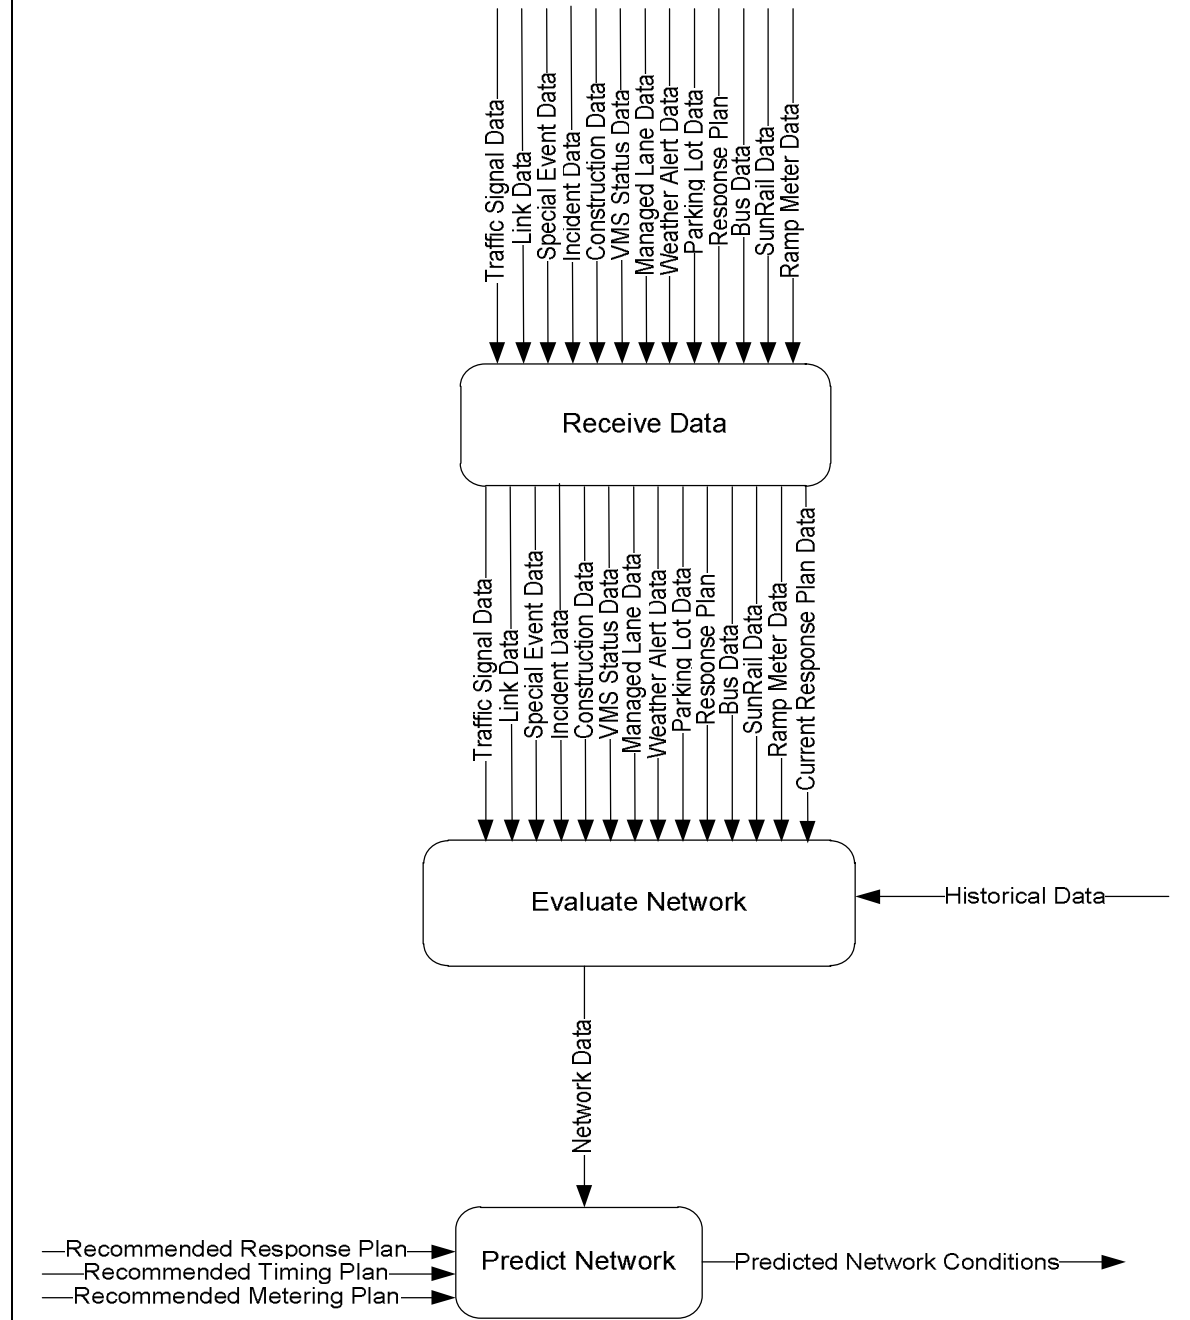 Traffic Signal Data
Link Data
Special Event Data
Incident Data
Construction Data
VMS Status Data
Managed Lane Data
Weather Alert Data
Parking Lot Data
Response Plan
Bus Data
SunRail Data
Ramp Meter Data
Receive Data
Traffic Signal Data
Link Data
Special Event Data
Incident Data
Construction Data
VMS Status Data
Managed Lane Data
Weather Alert Data
Parking Lot Data
Response Plan
Bus Data
SunRail Data
Ramp Meter Data
Current Response Plan Data
Evaluate Network
Historical Data
Network Data
Recommended Response Plan
Recommended Timing Plan
Recommended Metering Plan
Predict Network
Predicted Network Conditions